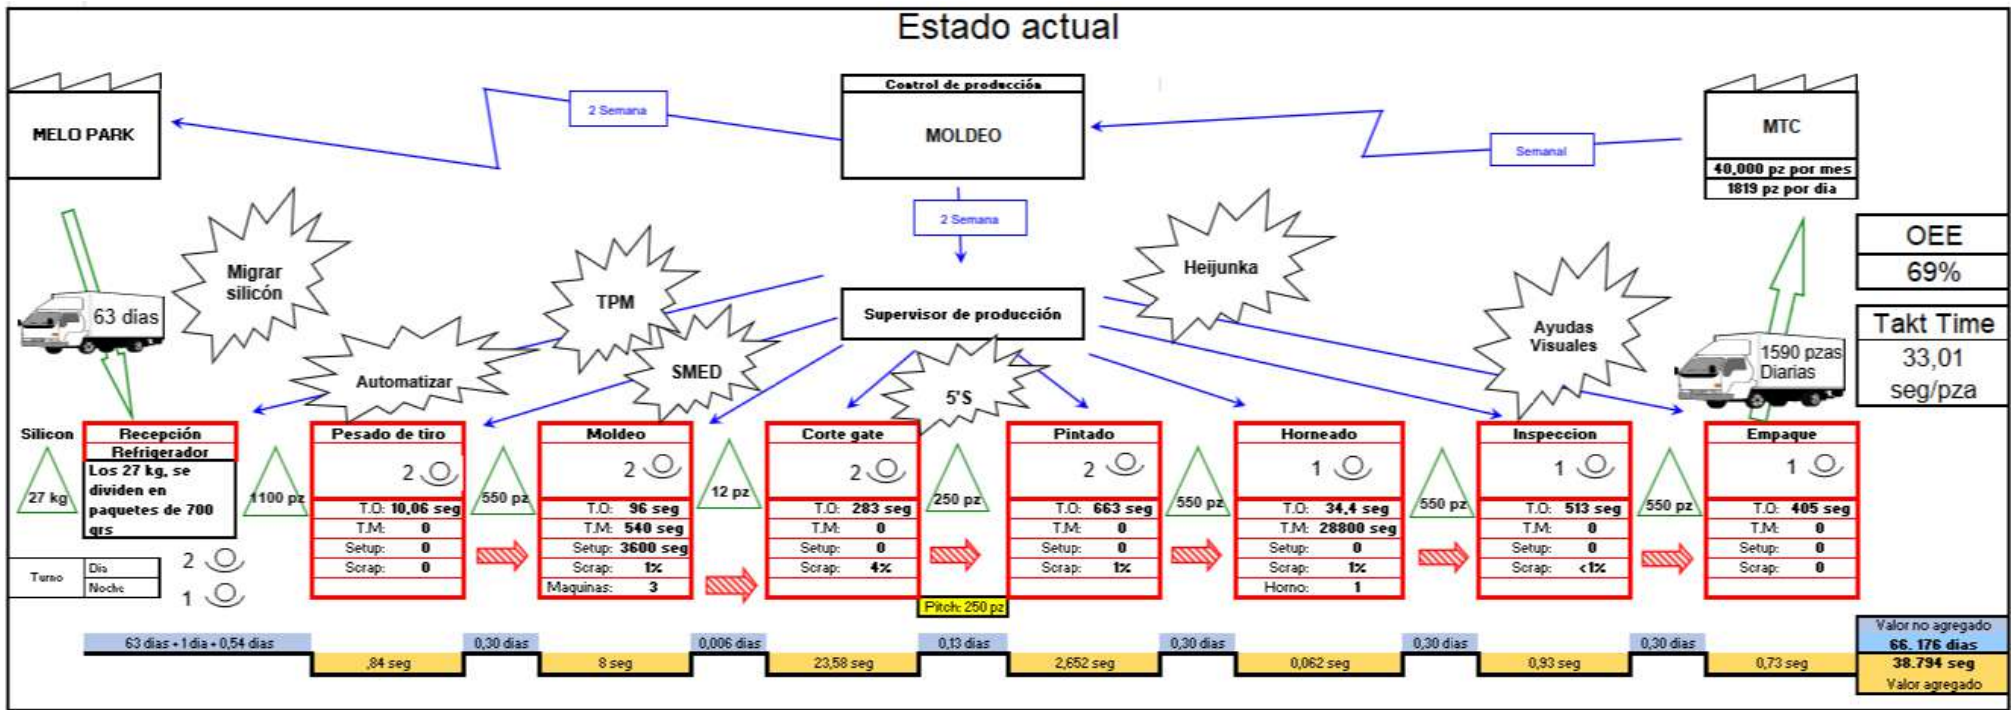 Estado actual
MELO PARK
2 Semana
Control de producción
MOLDEO
Semanal
MTC
40,000 pz por mes
1819 pz por dia
2 Semana
OEE
69%
Takt Time
33,01
seg/pza
63 dias
Migrar
silicón
Automatizar
TPM
SMED
Supervisor de producción
5'S
Heijunka
Ayudas
Visuales
1590 pzas
Diarias
Silicon
27 kg
Recepción
Refrigerador
Los 27 kg, se
dividen en
paquetes de 700
grs
Turno
Dia
2
Noche
1
1100 pz
Pesado de tiro
2
T.O: 10,06 seg
T.M: 0
Setup: 0
Scrap: 0
550 pz
Moldeo
2
T.O: 96 seg
T.M: 540 seg
Setup: 3600 seg
Scrap: 1%
Maquinas: 3
12 pz
Corte gate
2
T.O: 283 seg
T.M: 0
Setup: 0
Scrap: 4%
250 pz
Pitch: 250 pz
Pintado
2
T.O: 663 seg
T.M: 0
Setup: 0
Scrap: 1%
550 pz
Horneado
1
T.O: 34,4 seg
T.M: 28800 seg
Setup: 0
Scrap: 1%
Horno: 1
550 pz
Inspeccion
1
T.O: 513 seg
T.M: 0
Setup: 0
Scrap: <1%
550 pz
Empaque
1
T.O: 405 seg
T.M: 0
Setup: 0
Scrap: 0
63 dias + 1 dia + 0,54 dias
,84 seg
0,30 dias
8 seg
0,006 dias
23,58 seg
0,13 dias
2,652 seg
0,30 dias
0,062 seg
0,30 dias
0,93 seg
0,30 dias
0,73 seg
Valor no agregado
66. 176 dias
38.794 seg
Valor agregado